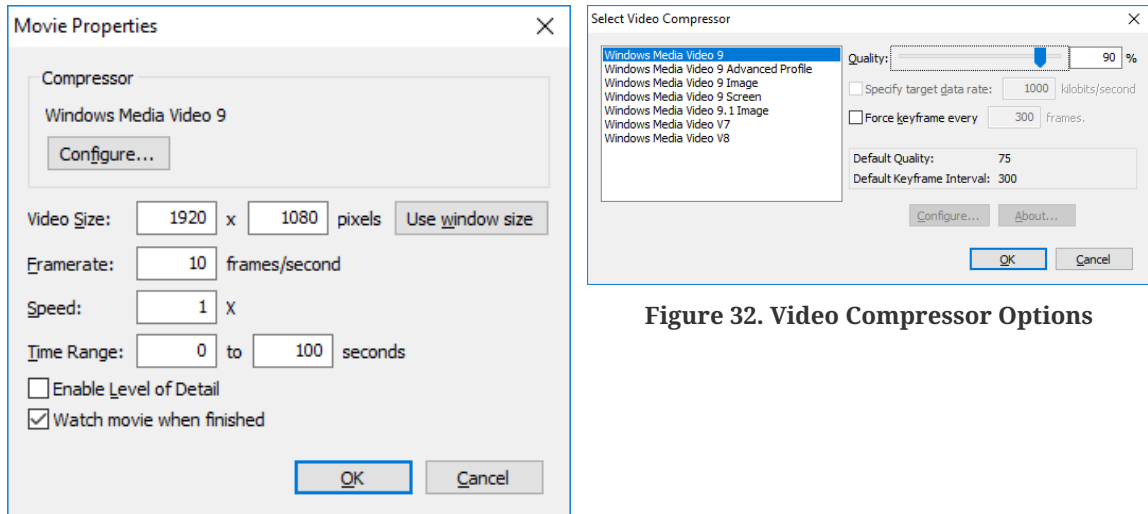 Movie Properties
Compressor
Windows Media Video 9
Configure...
Video Size: 1920 x 1080 pixels Use window size
Framerate: 10 frames/second
Speed: 1 X
Time Range: 0 to 100 seconds
Enable Level of Detail
Watch movie when finished
OK Cancel
Select Video Compressor
Windows Media Video 9
Windows Media Video 9 Advanced Profile
Windows Media Video 9 Image
Windows Media Video 9 Screen
Windows Media Video 9.1 Image
Windows Media Video V7
Windows Media Video V8
Quality: 90 %
Specify target data rate: 1000 kilobits/second
Force keyframe every 300 frames.
Default Quality: 75
Default Keyframe Interval: 300
Configure... About...
OK Cancel
Figure 32. Video Compressor Options